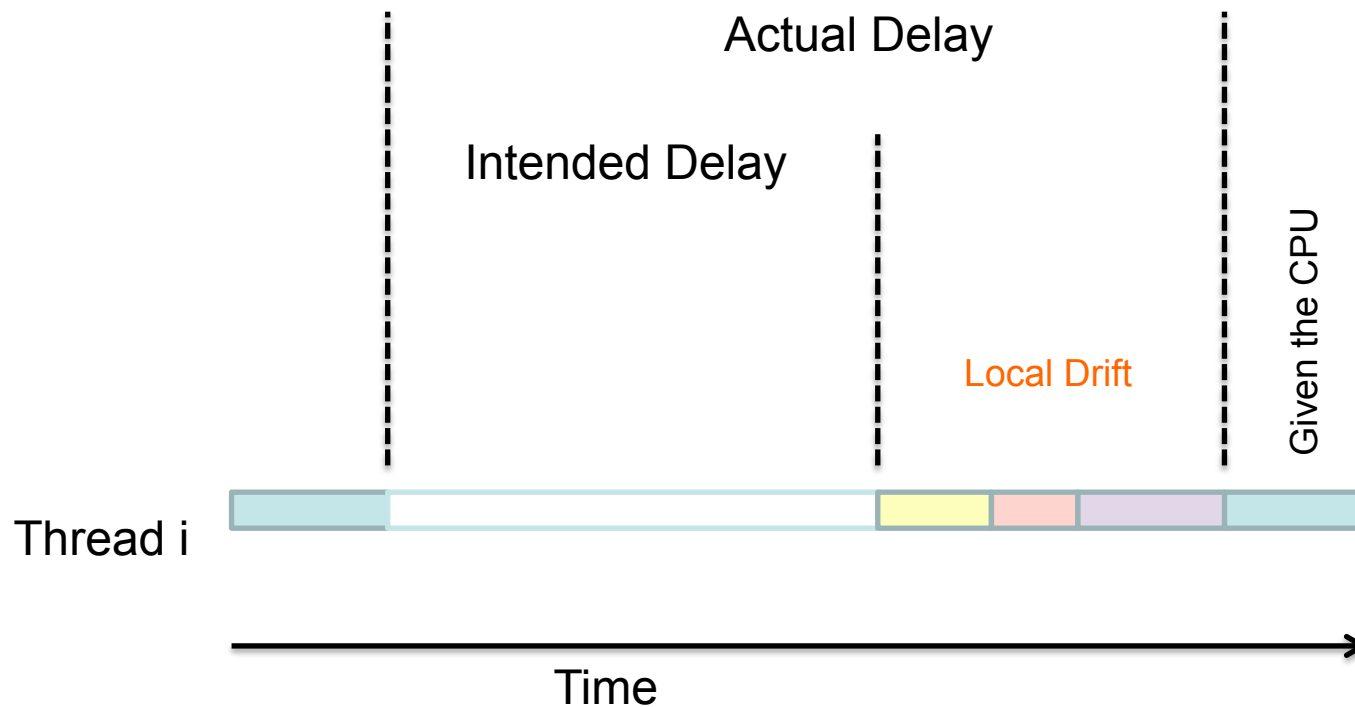 Actual Delay
Intended Delay
Given the CPU
Local Drift
Thread i
Time